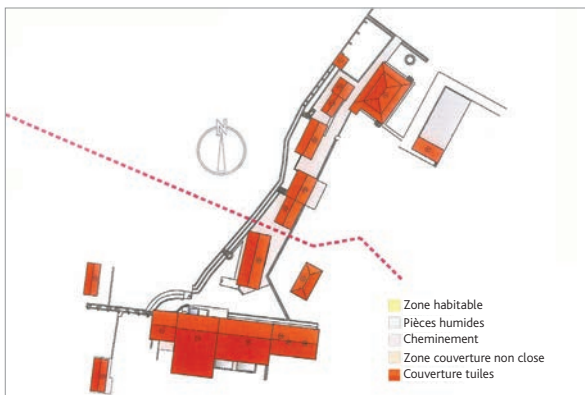 N
Zone habitable
Pièces humides
Cheminement
Zone couverture non close
Couverture tuiles